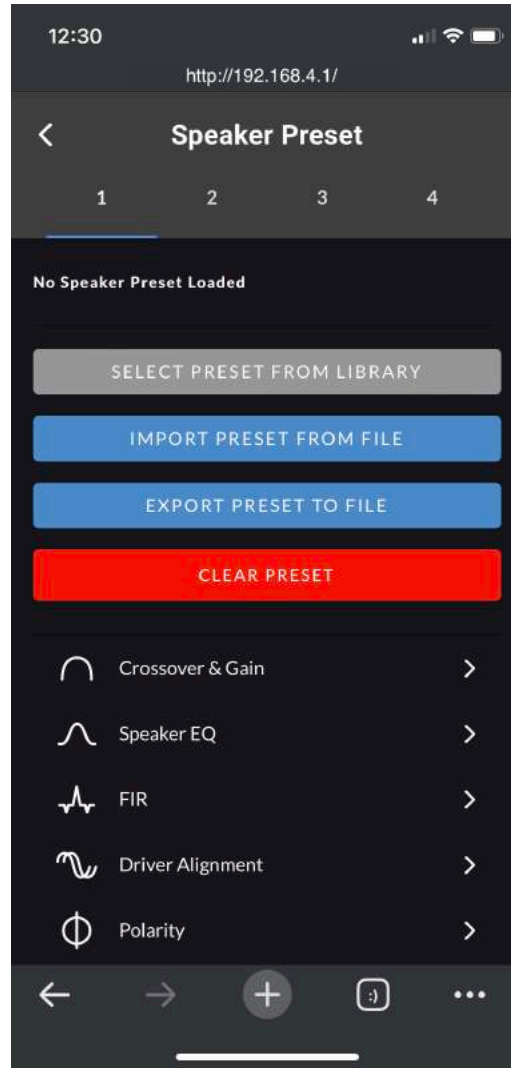 12:30
http://192.168.4.1/
Speaker Preset
1 2 3 4
No Speaker Preset Loaded
SELECT PRESET FROM LIBRARY
IMPORT PRESET FROM FILE
EXPORT PRESET TO FILE
CLEAR PRESET
Crossover & Gain
Speaker EQ
FIR
Driver Alignment
Polarity
:)